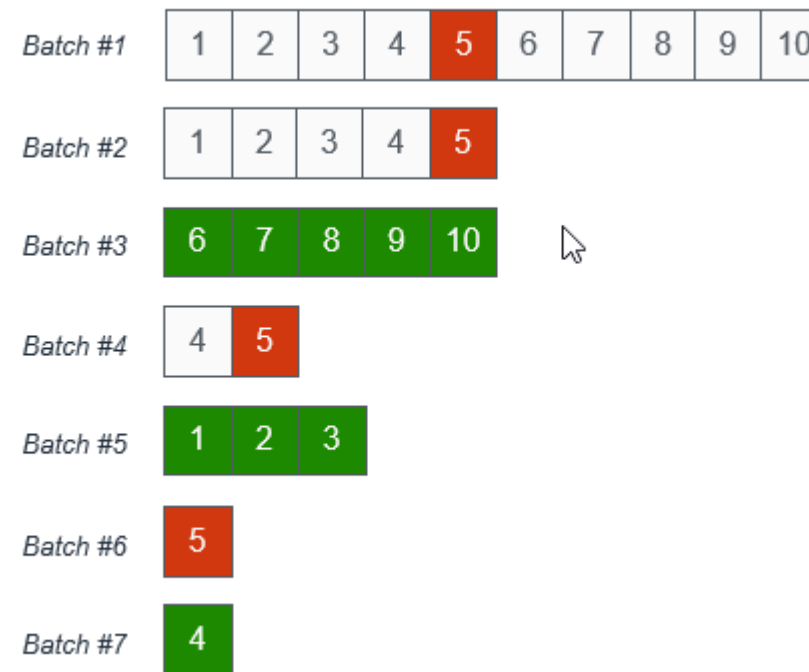 Batch #1 1 2 3 4 5 6 7 8 9 10
Batch #2 1 2 3 4 5
Batch #3 6 7 8 9 10
Batch #4 4 5
Batch #5 1 2 3
Batch #6 5
Batch #7 4